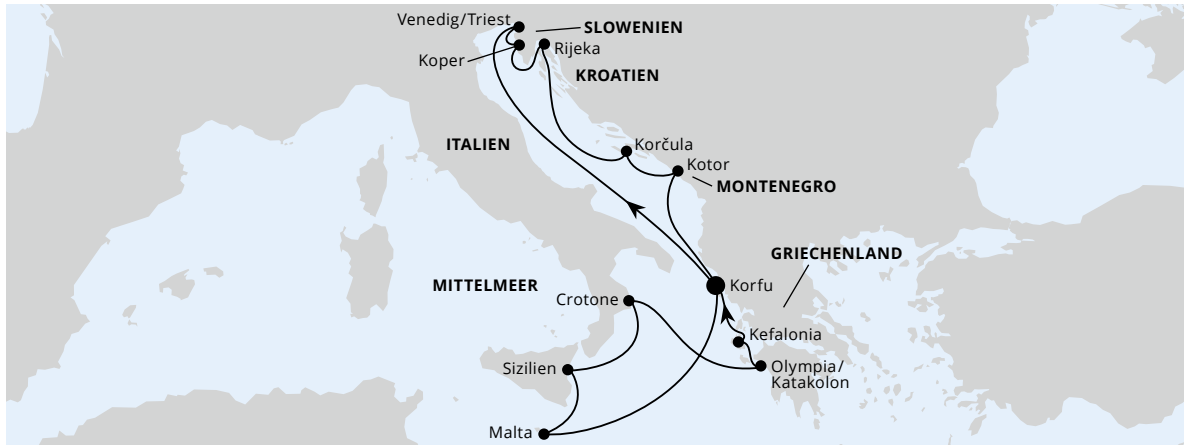 Venedig/Triest
SLOWENIEN
Koper
Rijeka
KROATIEN
ITALIEN
Korčula
Kotor
MONTENEGRO
GRIECHENLAND
MITTELMEER
Korfu
Crotone
Kefalonia
Sizilien
Olympia/
Katakolon
Malta